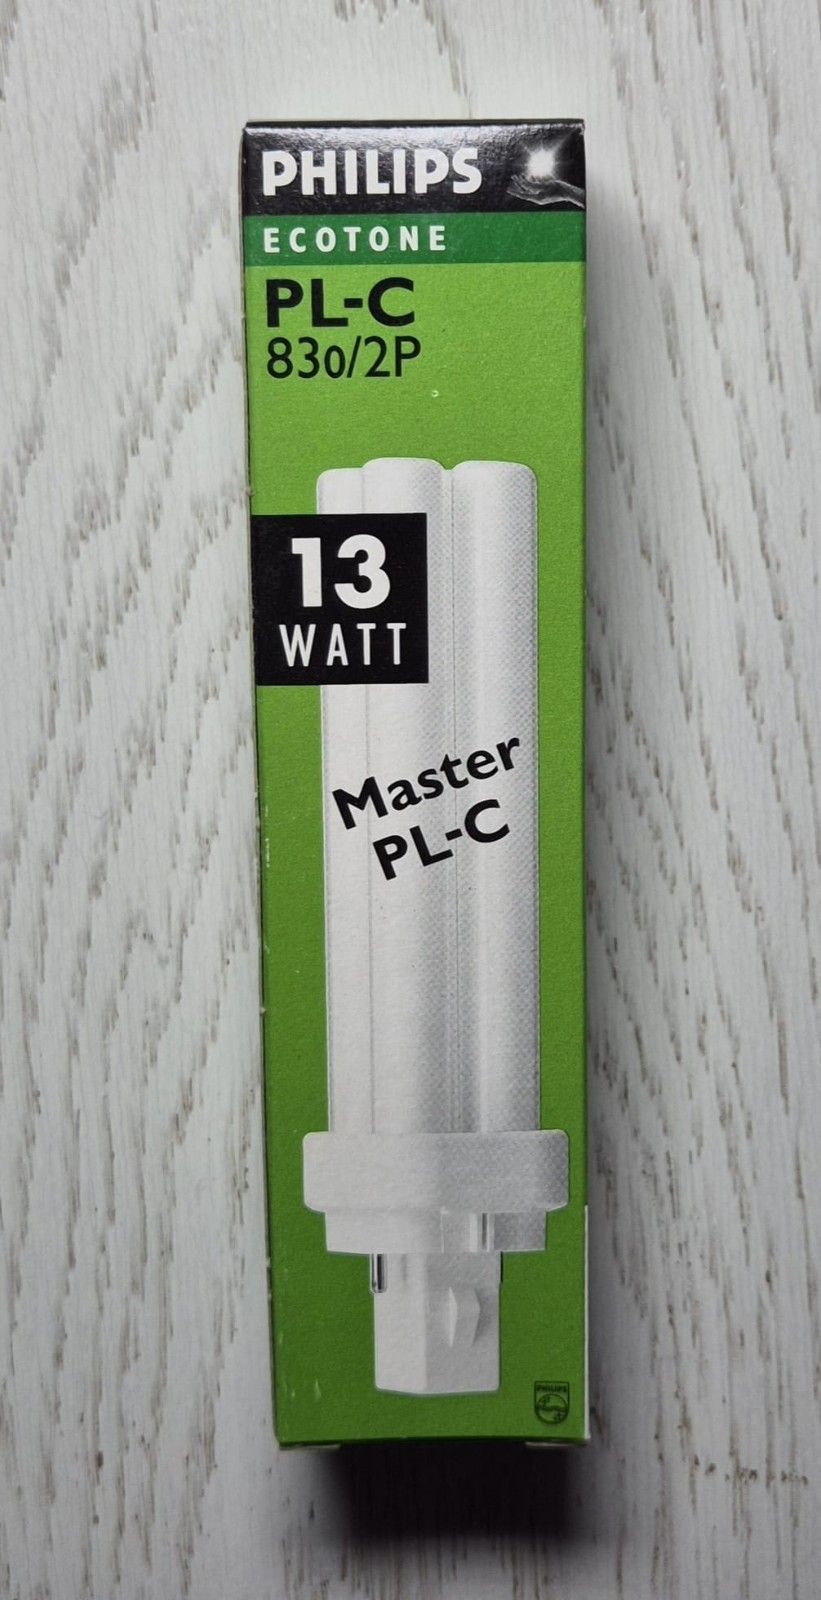 PHILIPS
ECOTONE
PL-C
830/2P
13
WATT
Master
PL-C
PHILIPS